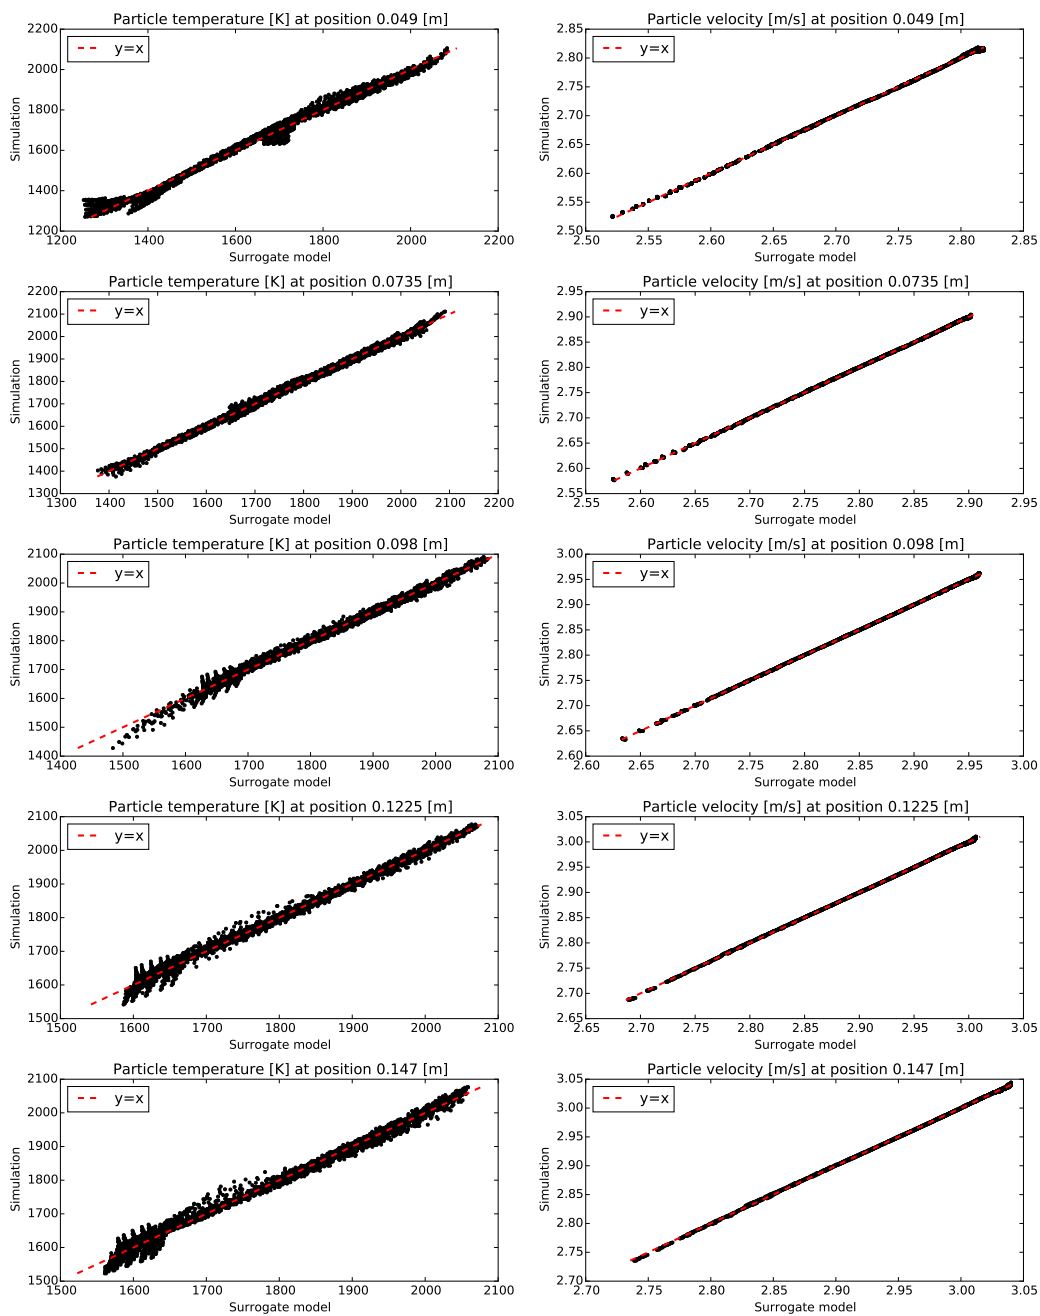 Particle temperature [K] at position 0.049 [m]
2200
2000
1800
1600
1400
1200
Simulation
y=x
1200 1400 1600 1800 2000 2200
Surrogate model
Particle velocity [m/s] at position 0.049 [m]
2.85
2.80
2.75
2.70
2.65
2.60
2.55
2.50
Simulation
y=x
2.50 2.55 2.60 2.65 2.70 2.75 2.80 2.85
Surrogate model
Particle temperature [K] at position 0.0735 [m]
2200
2100
2000
1900
1800
1700
1600
1500
1400
1300
Simulation
y=x
1300 1400 1500 1600 1700 1800 1900 2000 2100 2200
Surrogate model
Particle velocity [m/s] at position 0.0735 [m]
2.95
2.90
2.85
2.80
2.75
2.70
2.65
2.60
2.55
Simulation
y=x
2.55 2.60 2.65 2.70 2.75 2.80 2.85 2.90 2.95
Surrogate model
Particle temperature [K] at position 0.098 [m]
2100
2000
1900
1800
1700
1600
1500
1400
Simulation
y=x
1400 1500 1600 1700 1800 1900 2000 2100
Surrogate model
Particle velocity [m/s] at position 0.098 [m]
3.00
2.95
2.90
2.85
2.80
2.75
2.70
2.65
2.60
Simulation
y=x
2.60 2.65 2.70 2.75 2.80 2.85 2.90 2.95 3.00
Surrogate model
Particle temperature [K] at position 0.1225 [m]
2100
2000
1900
1800
1700
1600
1500
Simulation
y=x
1500 1600 1700 1800 1900 2000 2100
Surrogate model
Particle velocity [m/s] at position 0.1225 [m]
3.05
3.00
2.95
2.90
2.85
2.80
2.75
2.70
2.65
Simulation
y=x
2.65 2.70 2.75 2.80 2.85 2.90 2.95 3.00 3.05
Surrogate model
Particle temperature [K] at position 0.147 [m]
2100
2000
1900
1800
1700
1600
1500
Simulation
y=x
1500 1600 1700 1800 1900 2000 2100
Surrogate model
Particle velocity [m/s] at position 0.147 [m]
3.05
3.00
2.95
2.90
2.85
2.80
2.75
2.70
Simulation
y=x
2.70 2.75 2.80 2.85 2.90 2.95 3.00 3.05
Surrogate model